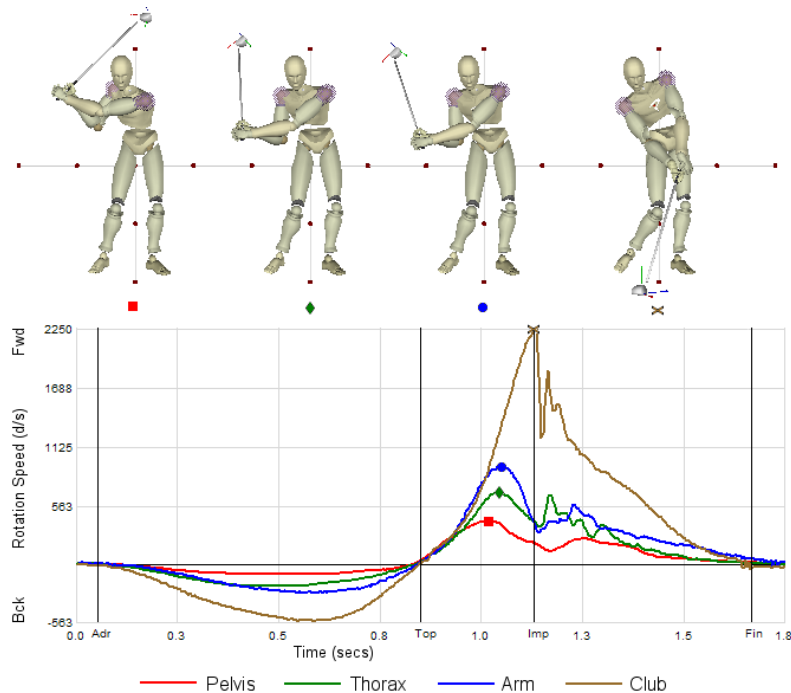 2250
1688
1125
563
0
-563
Fwd
Rotation Speed (d/s)
Bck
0.0 Adr 0.3 0.5 0.8 Top 1.0 Imp 1.3 1.5 Fin 1.8
Time (secs)
Pelvis Thorax Arm Club